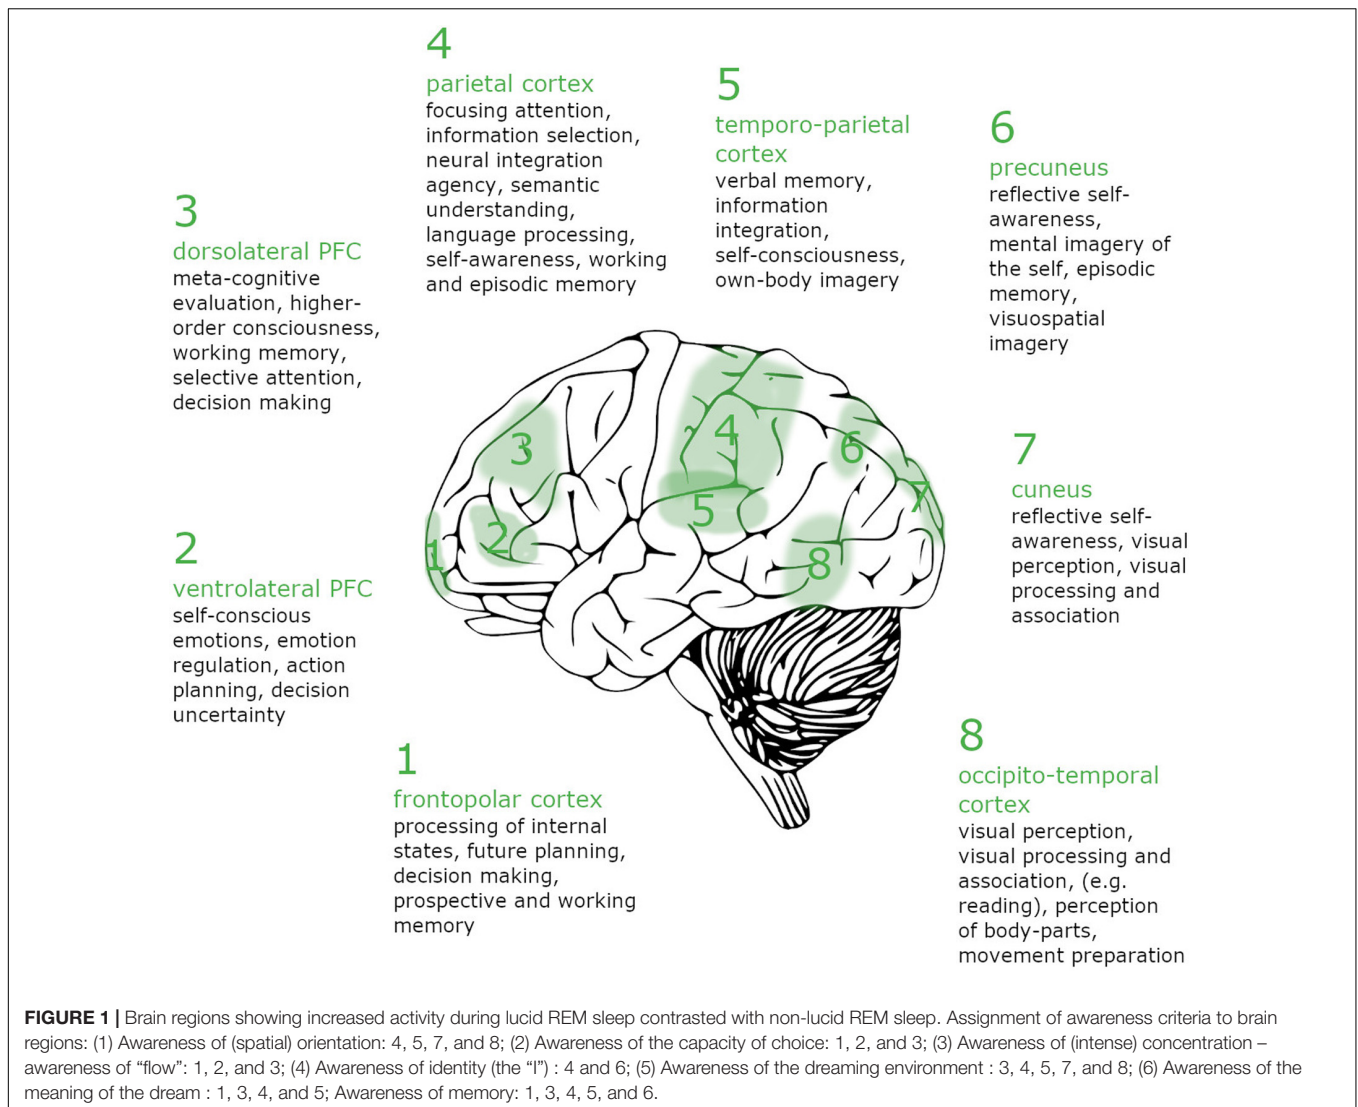 4
parietal cortex
focusing attention,
information selection,
neural integration
agency, semantic
understanding,
language processing,
self-awareness, working
and episodic memory
5
temporo-parietal
cortex
verbal memory,
information
integration,
self-consciousness,
own-body imagery
6
precuneus
reflective self-
awareness,
mental imagery of
the self, episodic
memory,
visuospatial
imagery
3
dorsolateral PFC
meta-cognitive
evaluation, higher-
order consciousness,
working memory,
selective attention,
decision making
7
cuneus
reflective self-
awareness, visual
perception, visual
processing and
association
2
ventrolateral PFC
self-conscious
emotions, emotion
regulation, action
planning, decision
uncertainty
4
3
6
7
5
2
1
8
1
frontopolar cortex
processing of internal
states, future planning,
decision making,
prospective and working
memory
8
occipito-temporal
cortex
visual perception,
visual processing and
association, (e.g.
reading), perception
of body-parts,
movement preparation
FIGURE 1 | Brain regions showing increased activity during lucid REM sleep contrasted with non-lucid REM sleep. Assignment of awareness criteria to brain
regions: (1) Awareness of (spatial) orientation: 4, 5, 7, and 8; (2) Awareness of the capacity of choice: 1, 2, and 3; (3) Awareness of (intense) concentration –
awareness of “flow”: 1, 2, and 3; (4) Awareness of identity (the “I”) : 4 and 6; (5) Awareness of the dreaming environment : 3, 4, 5, 7, and 8; (6) Awareness of the
meaning of the dream : 1, 3, 4, and 5; Awareness of memory: 1, 3, 4, 5, and 6.